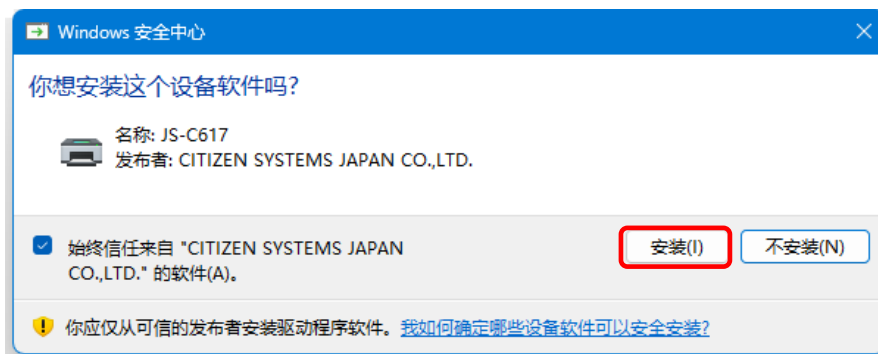 Windows 安全中心
你想安装这个设备软件吗?
名称: JS-C617
发布者: CITIZEN SYSTEMS JAPAN CO.,LTD.
始终信任来自 "CITIZEN SYSTEMS JAPAN
CO.,LTD." 的软件(A)。
安装(I)
不安装(N)
你应仅从可信的发布者安装驱动程序软件。我如何确定哪些设备软件可以安全安装?